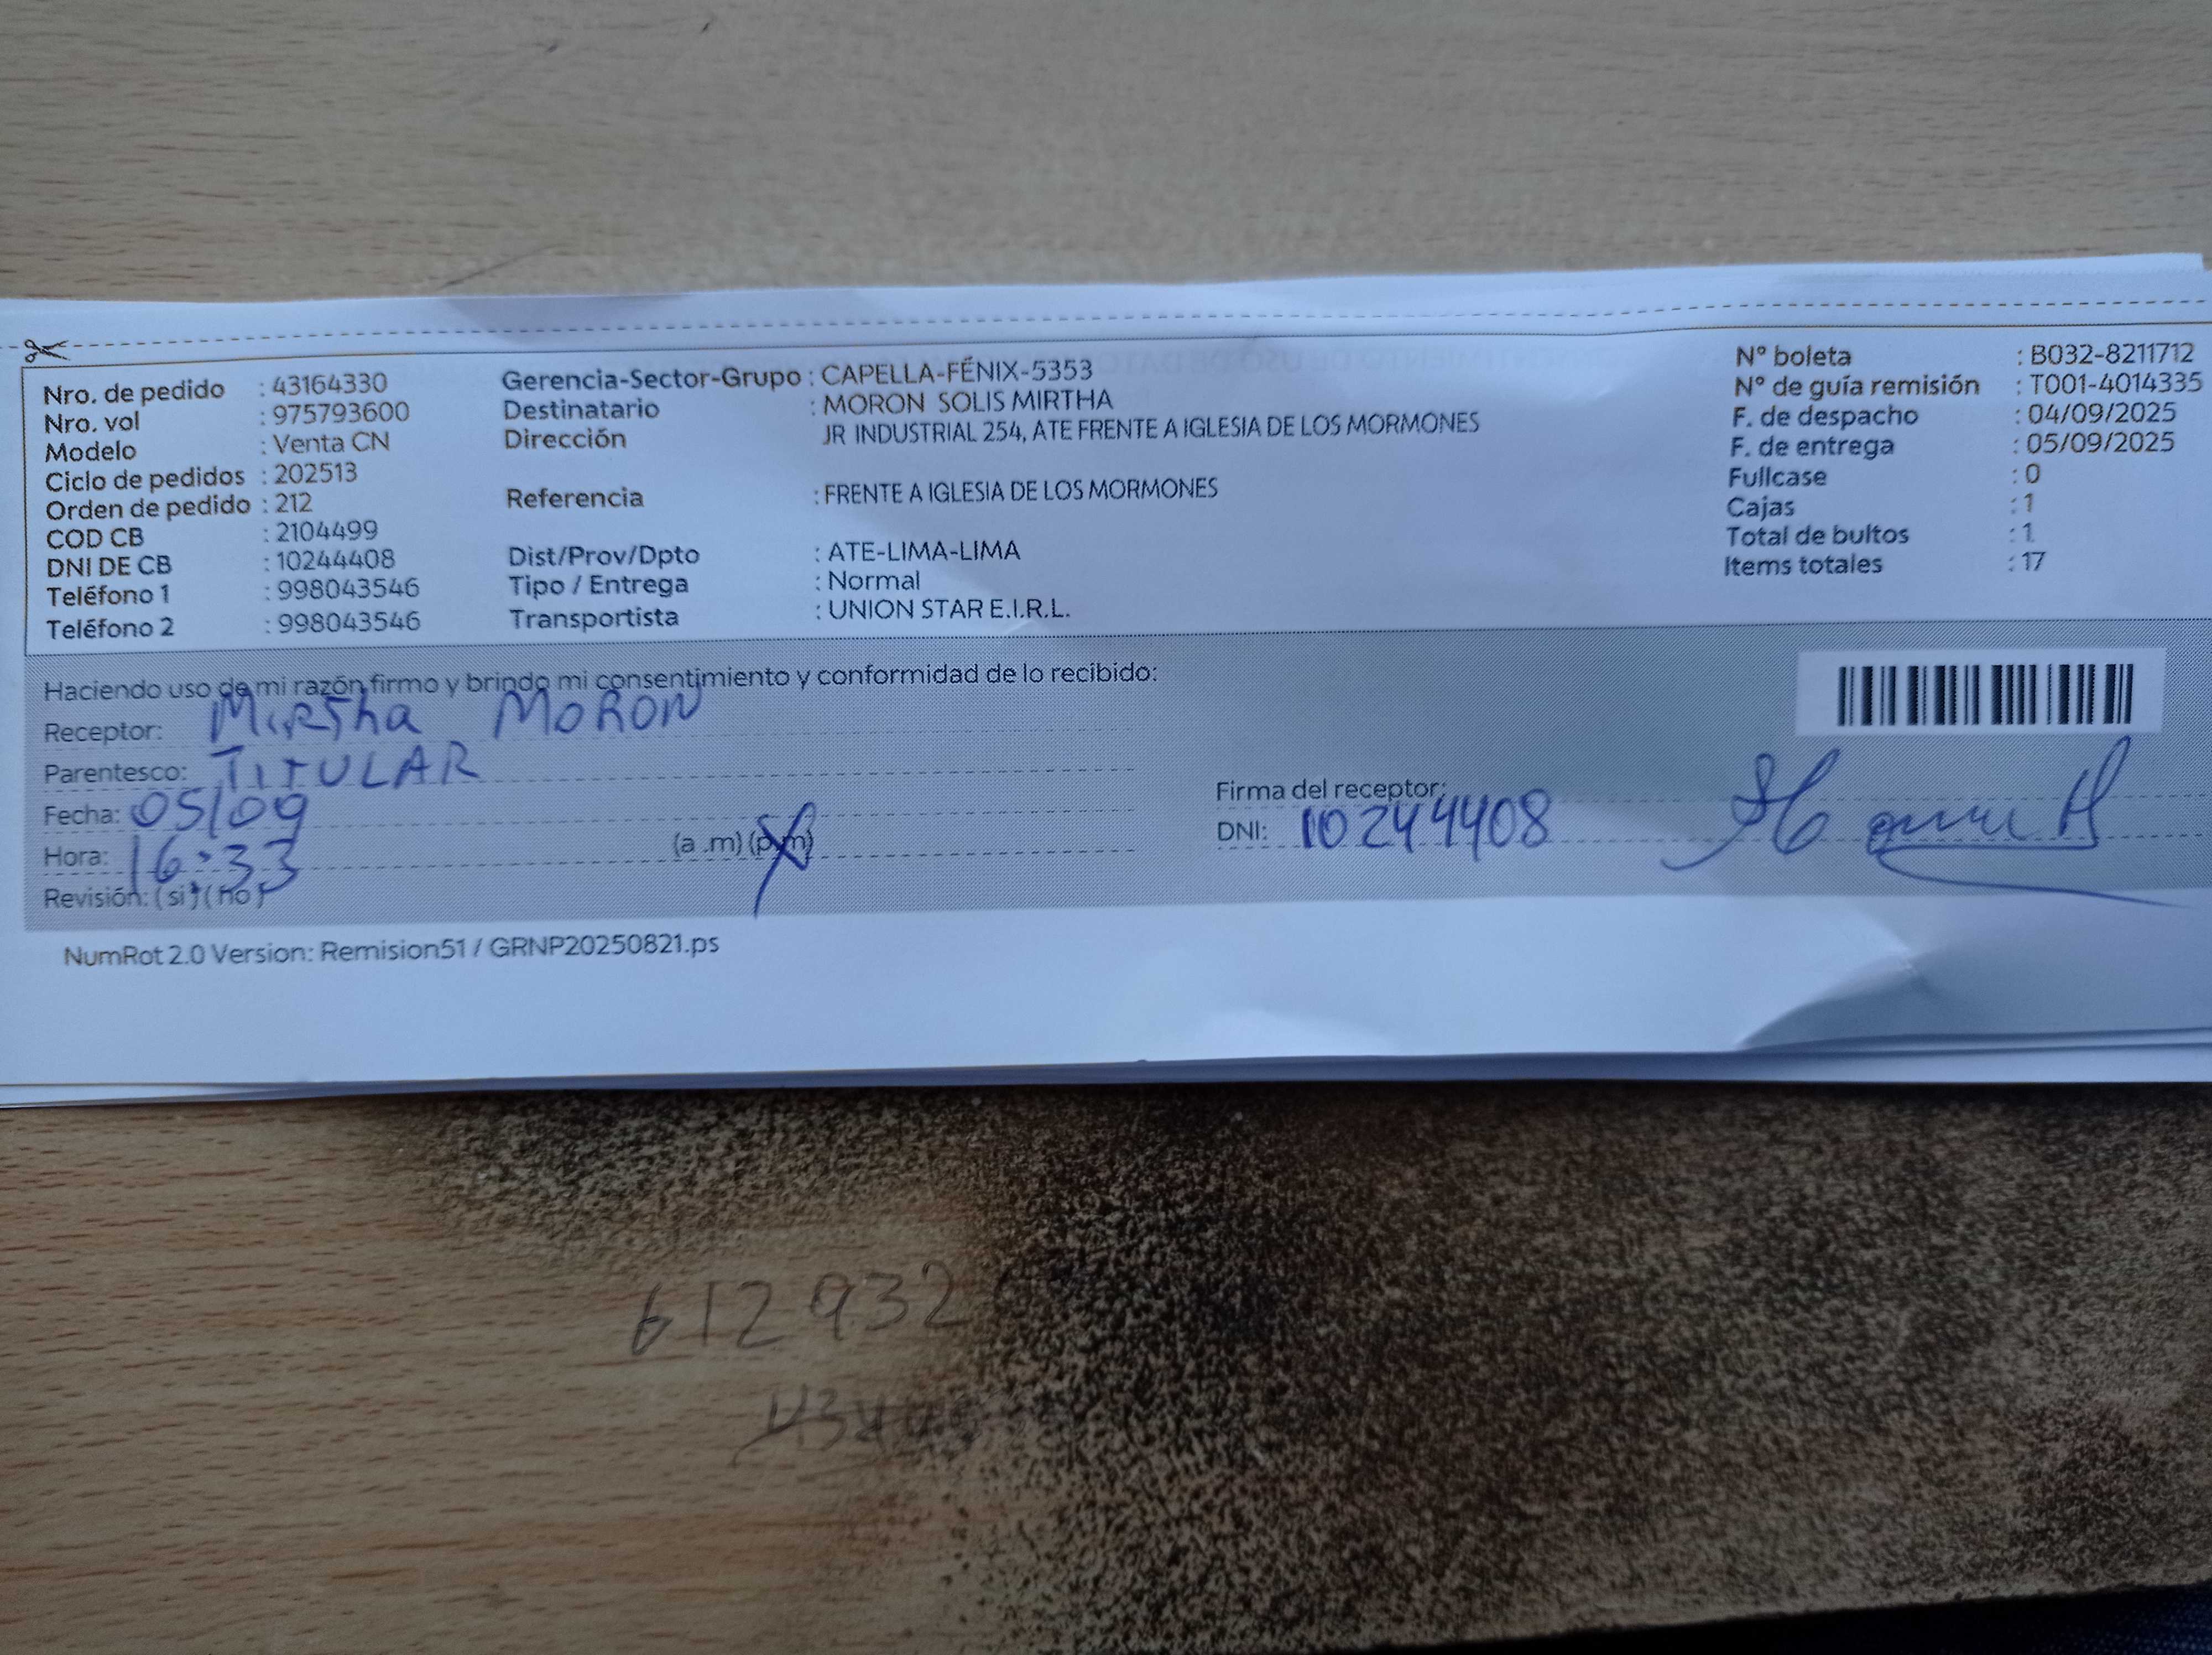 Nro. de pedido : 43164330
Nro. vol : 975793600
Modelo : Venta CN
Ciclo de pedidos : 202513
Orden de pedido : 212
COD CB : 2104499
DNI DE CB : 10244408
Teléfono 1 : 998043546
Teléfono 2 : 998043546
Gerencia-Sector-Grupo : CAPELLA-FÉNIX-5353
Destinatario : MORON SOLIS MIRTHA
Dirección JR INDUSTRIAL 254, ATE FRENTE A IGLESIA DE LOS MORMONES
Referencia : FRENTE A IGLESIA DE LOS MORMONES
Dist/Prov/Dpto : ATE-LIMA-LIMA
Tipo / Entrega : Normal
Transportista : UNION STAR E.I.R.L.
N° boleta : B032-8211712
N° de guía remisión : T001-4014335
F. de despacho : 04/09/2025
F. de entrega : 05/09/2025
Fullcase : 0
Cajas : 1
Total de bultos : 1
Items totales : 17
Haciendo uso de mi razón firmo y brindo mi consentimiento y conformidad de lo recibido:
Receptor: Mirtha MORON
Parentesco: TITULAR
Fecha: 05/09
Hora: 16:33 (a .m) (p.m)
Revisión: (si) (no)
Firma del receptor:
DNI: 10244408
NumRot 2.0 Version: Remision51 / GRNP20250821.ps
612932